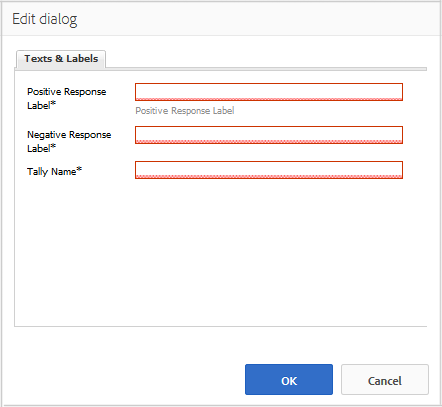 Edit dialog
Texts & Labels
Positive Response
Label*
Positive Response Label
Negative Response
Label*
Tally Name*
OK
Cancel